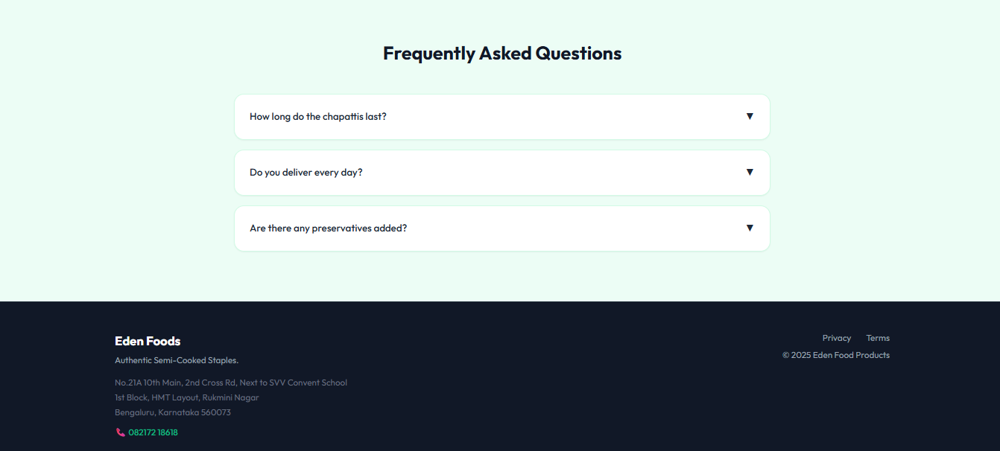 Frequently Asked Questions
How long do the chapattis last?
Do you deliver every day?
Are there any preservatives added?
Eden Foods
Authentic Semi-Cooked Staples.
No.21A 10th Main, 2nd Cross Rd, Next to SVV Convent School
1st Block, HMT Layout, Rukmini Nagar
Bengaluru, Karnataka 560073
082172 18618
Privacy Terms
© 2025 Eden Food Products